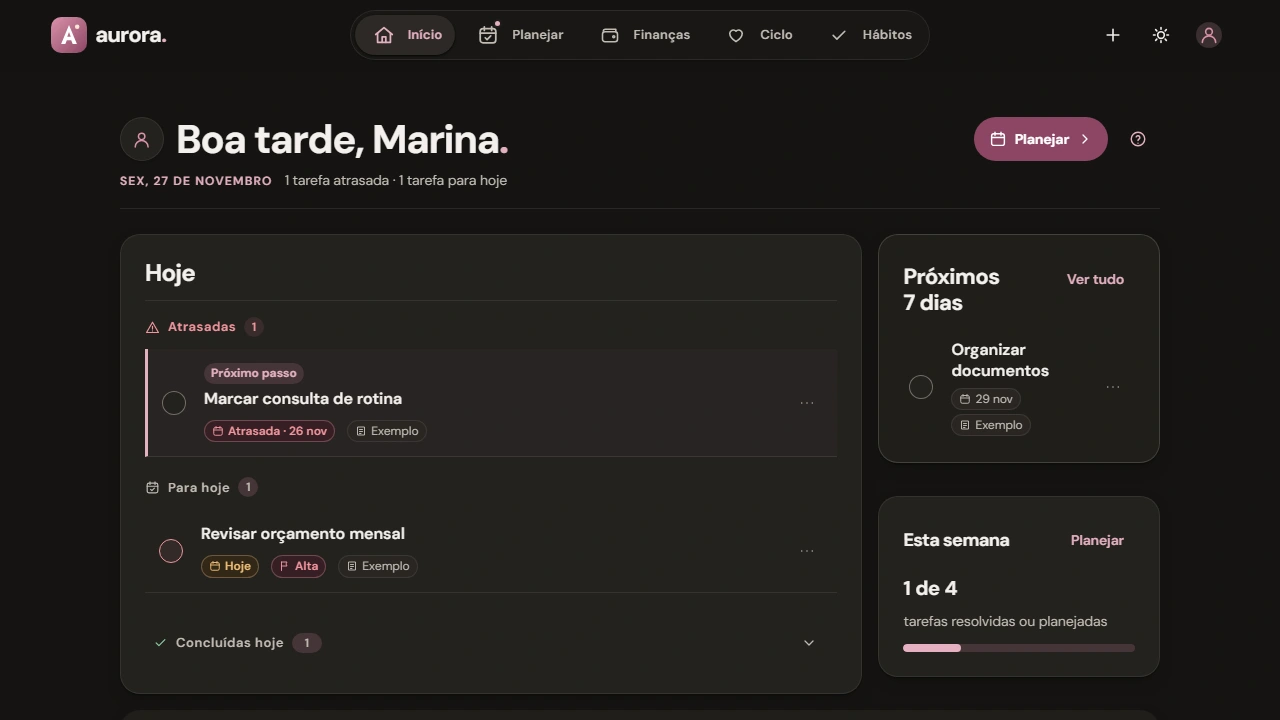 aurora.
Início
Planejar
Finanças
Ciclo
Hábitos
Boa tarde, Marina.
Planejar
SEX, 27 DE NOVEMBRO 1 tarefa atrasada · 1 tarefa para hoje
Hoje
Atrasadas 1
Próximo passo
Marcar consulta de rotina
Atrasada · 26 nov Exemplo
Para hoje 1
Revisar orçamento mensal
Hoje Alta Exemplo
Concluídas hoje 1
Próximos
7 dias
Ver tudo
Organizar
documentos
29 nov
Exemplo
Esta semana
Planejar
1 de 4
tarefas resolvidas ou planejadas